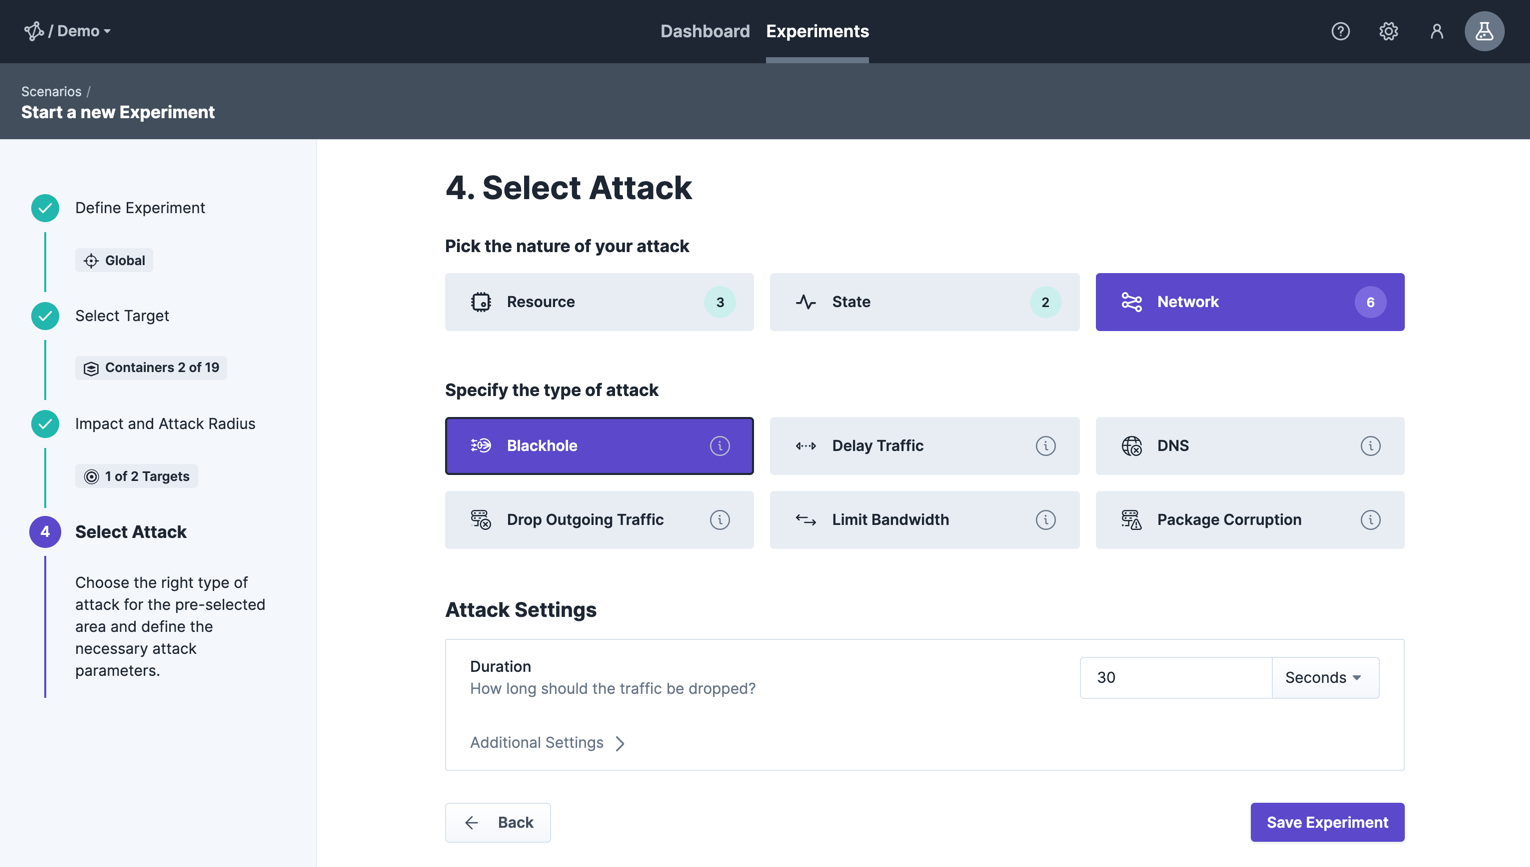 / Demo
Dashboard
Experiments
Scenarios /
Start a new Experiment
Define Experiment
Global
Select Target
Containers 2 of 19
Impact and Attack Radius
1 of 2 Targets
4
Select Attack
Choose the right type of
attack for the pre-selected
area and define the
necessary attack
parameters.
4. Select Attack
Pick the nature of your attack
Resource
3
State
2
Network
6
Specify the type of attack
Blackhole
Delay Traffic
DNS
Drop Outgoing Traffic
Limit Bandwidth
Package Corruption
Attack Settings
Duration
How long should the traffic be dropped?
30
Seconds
Additional Settings
Back
Save Experiment